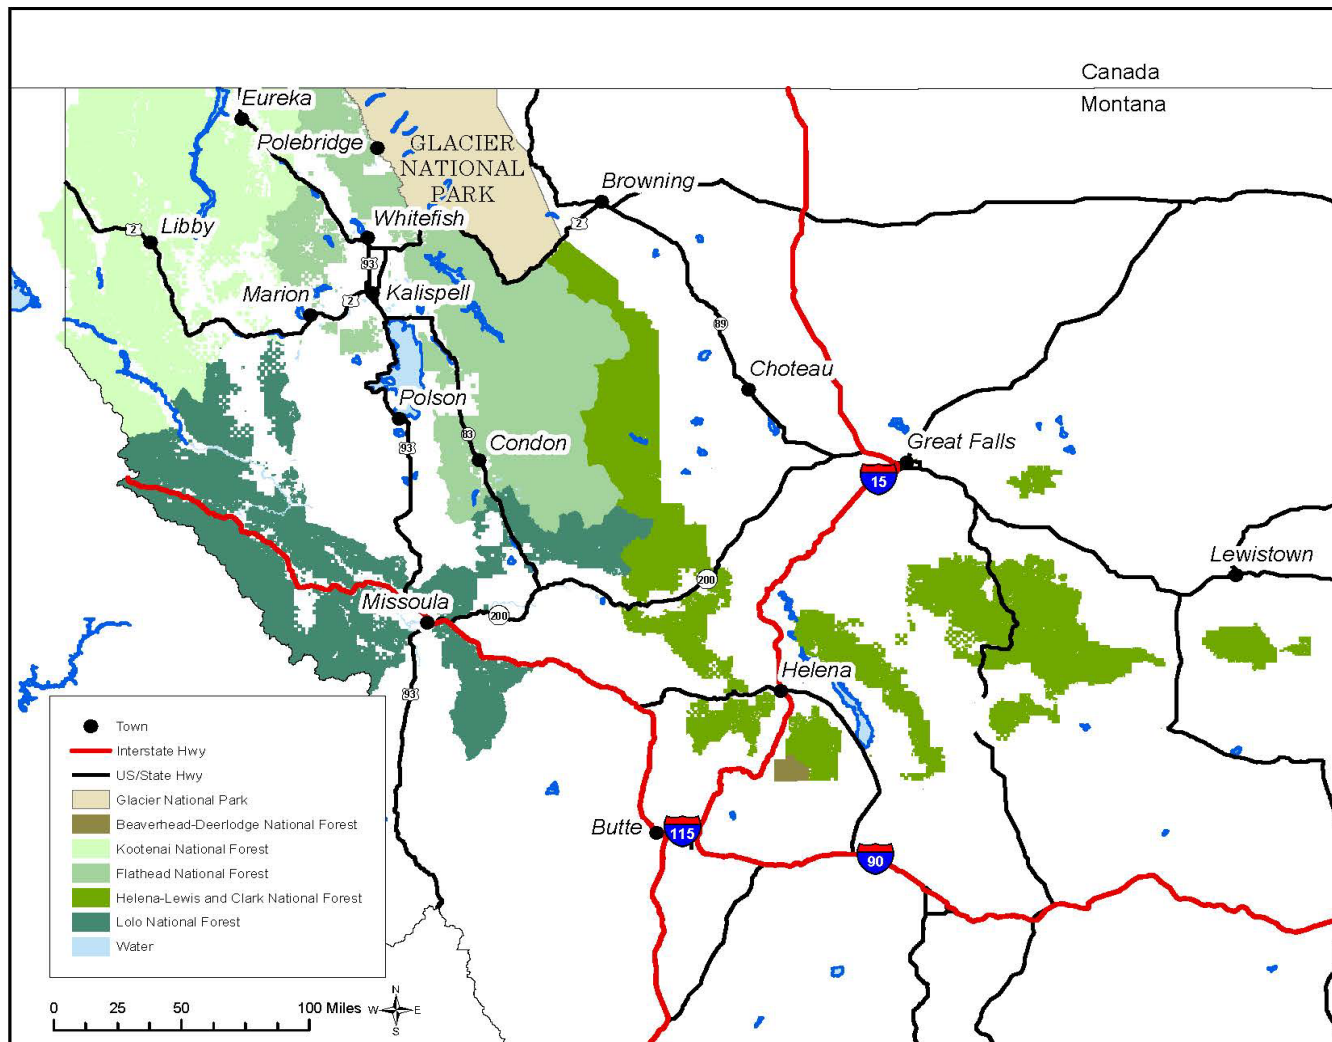 Canada
Montana
Eureka
Polebridge
GLACIER
NATIONAL
PARK
Browning
2
Whitefish
2
Libby
93
Marion
2
Kalispell
89
Choteau
Polson
93
83
Condon
Great Falls
15
Lewistown
200
Missoula
200
Helena
93
Butte
115
90
Town
Interstate Hwy
US/State Hwy
Glacier National Park
Beaverhead-Deerlodge National Forest
Kootenai National Forest
Flathead National Forest
Helena-Lewis and Clark National Forest
Lolo National Forest
Water
0 25 50 100 Miles
N
W E
S